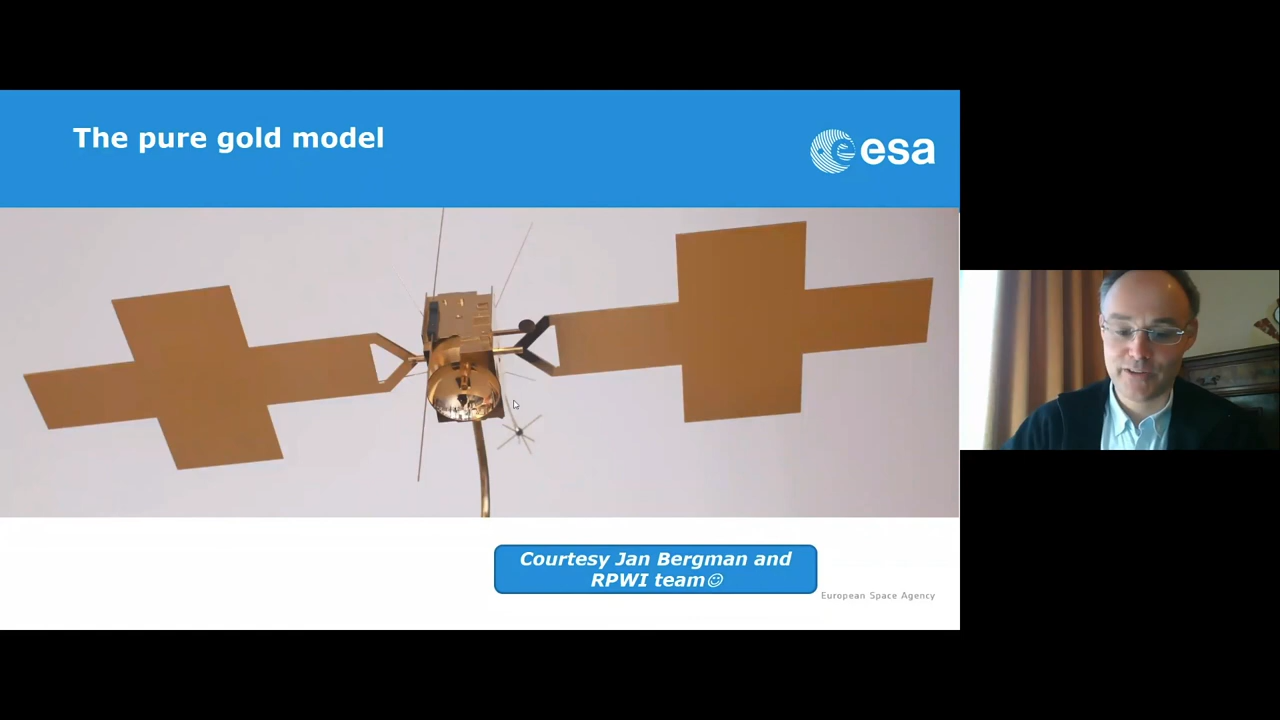 The pure gold model
esa
Courtesy Jan Bergman and
RPWI team☺
European Space Agency